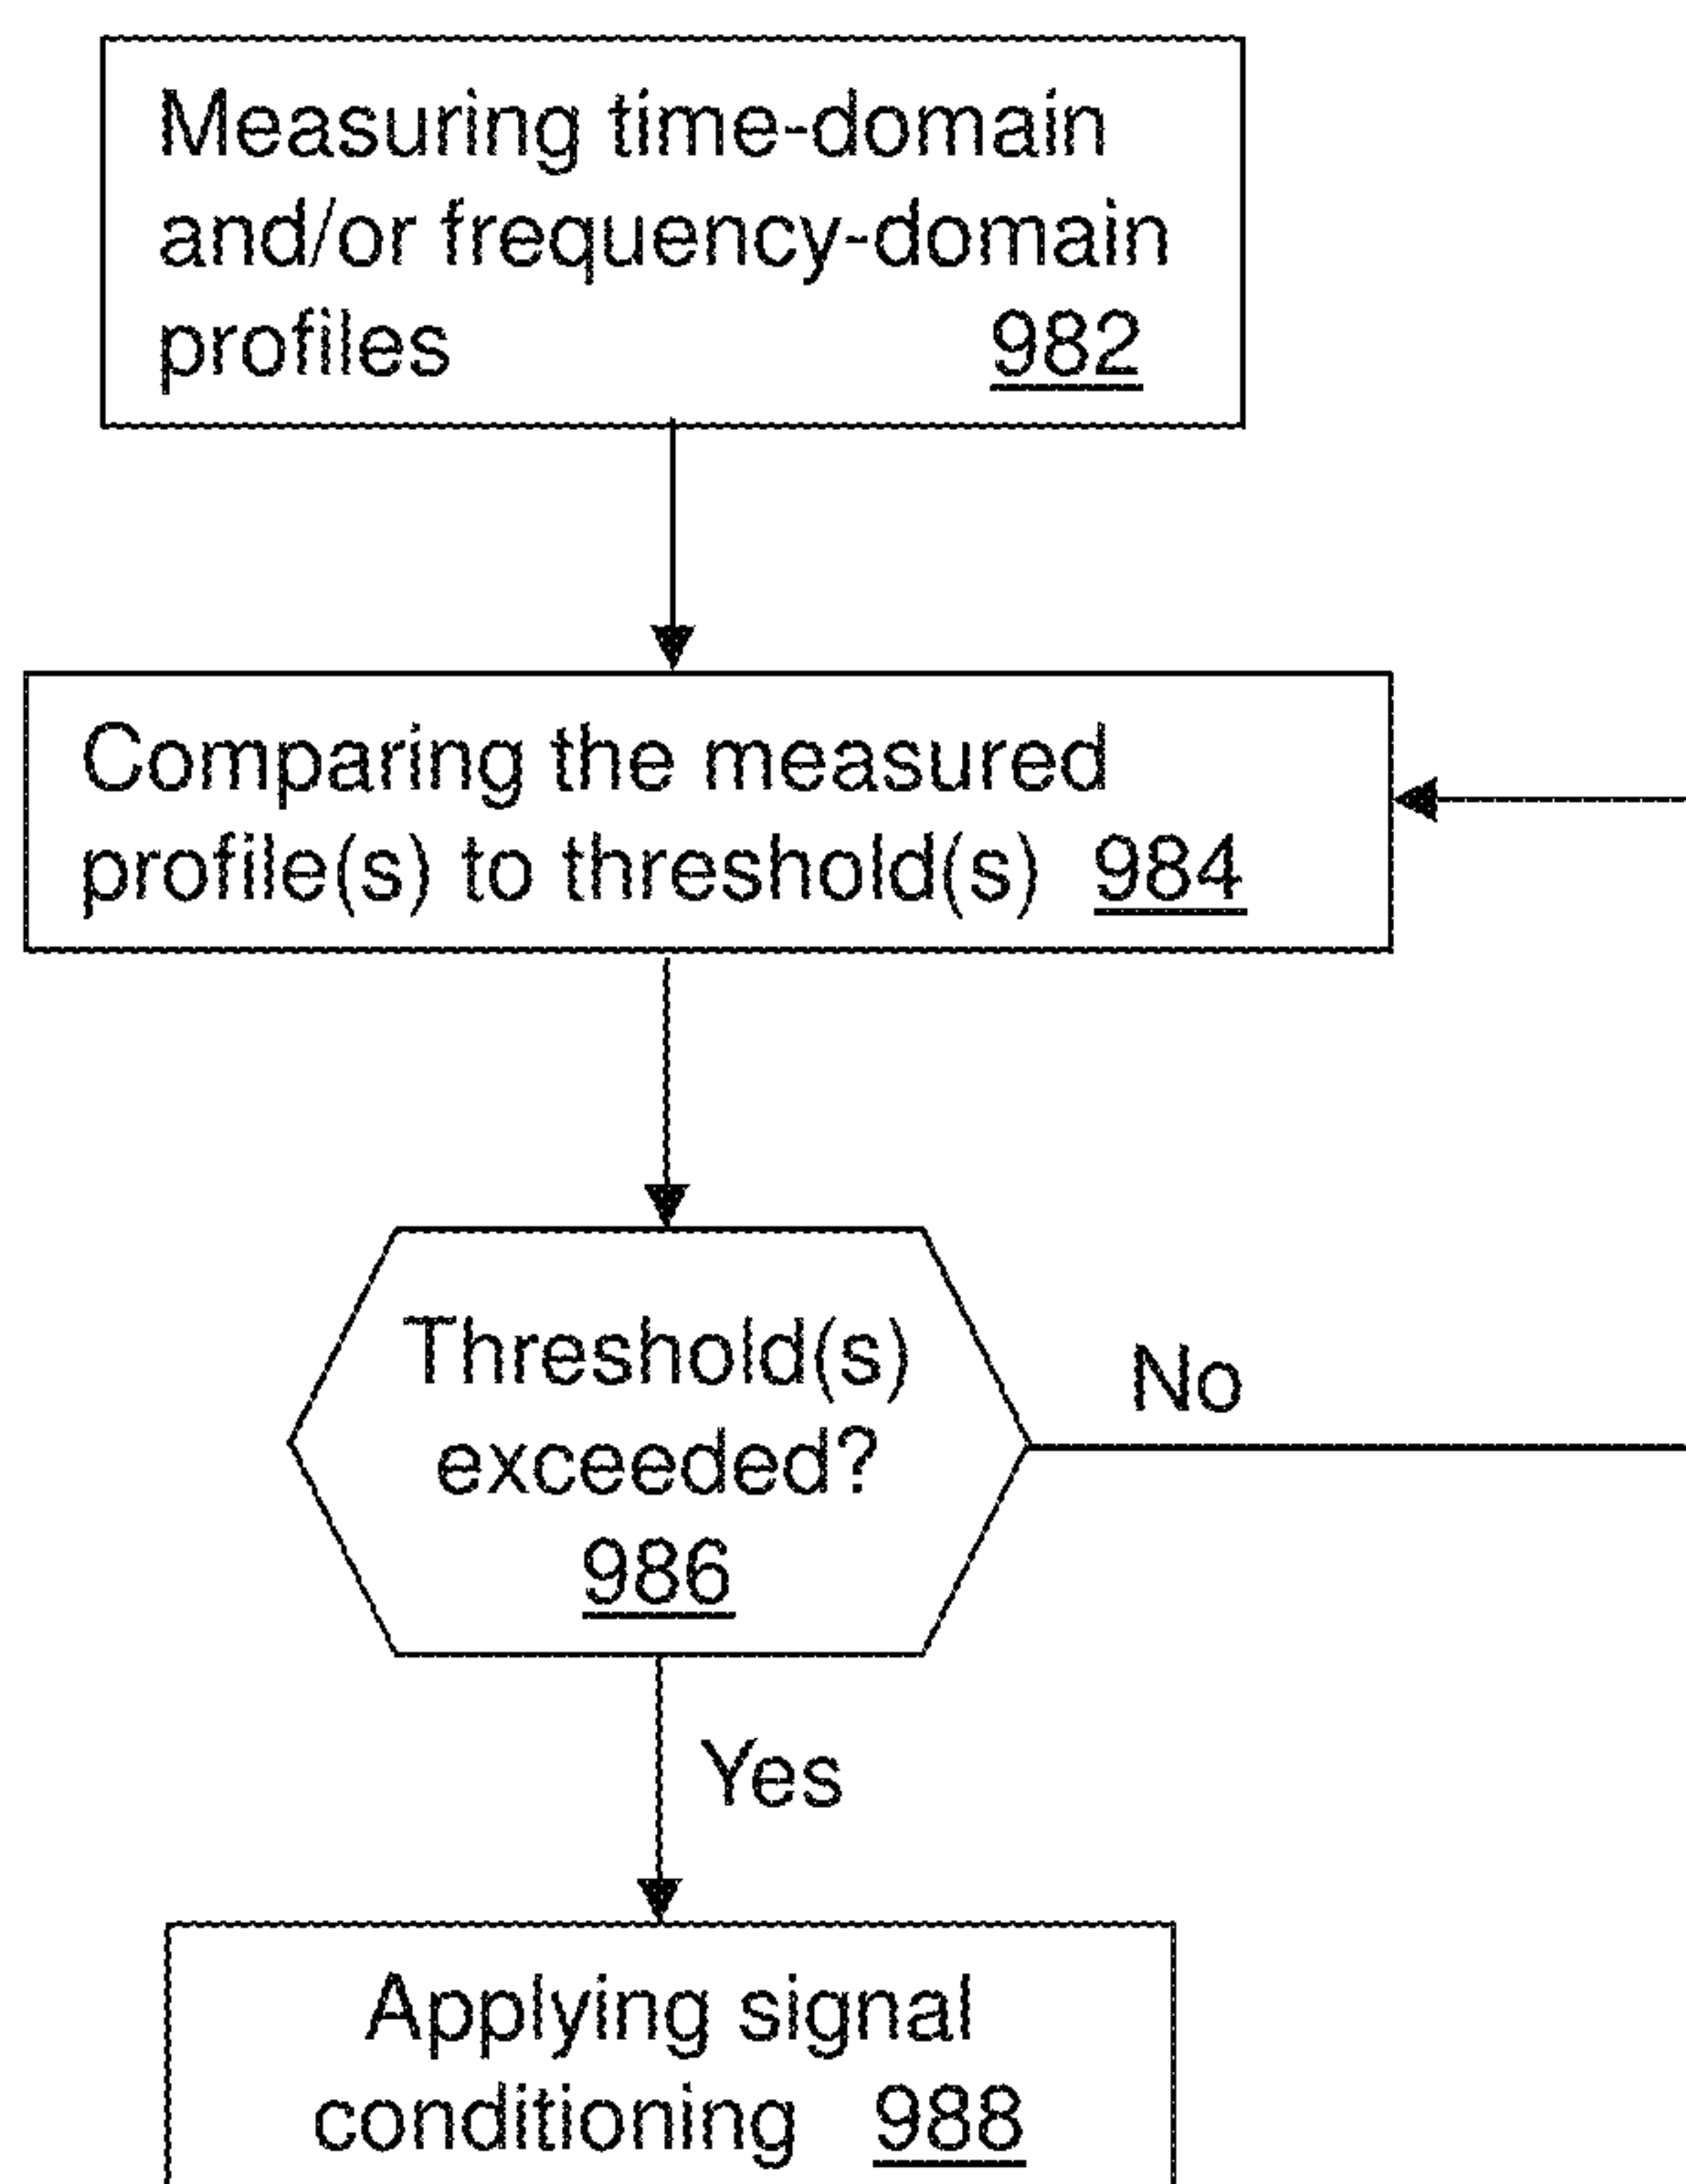 Measuring time-domain
and/or frequency-domain
profiles 982
Comparing the measured
profile(s) to threshold(s) 984
Threshold(s)
exceeded?
986
No
Yes
Applying signal
conditioning 988